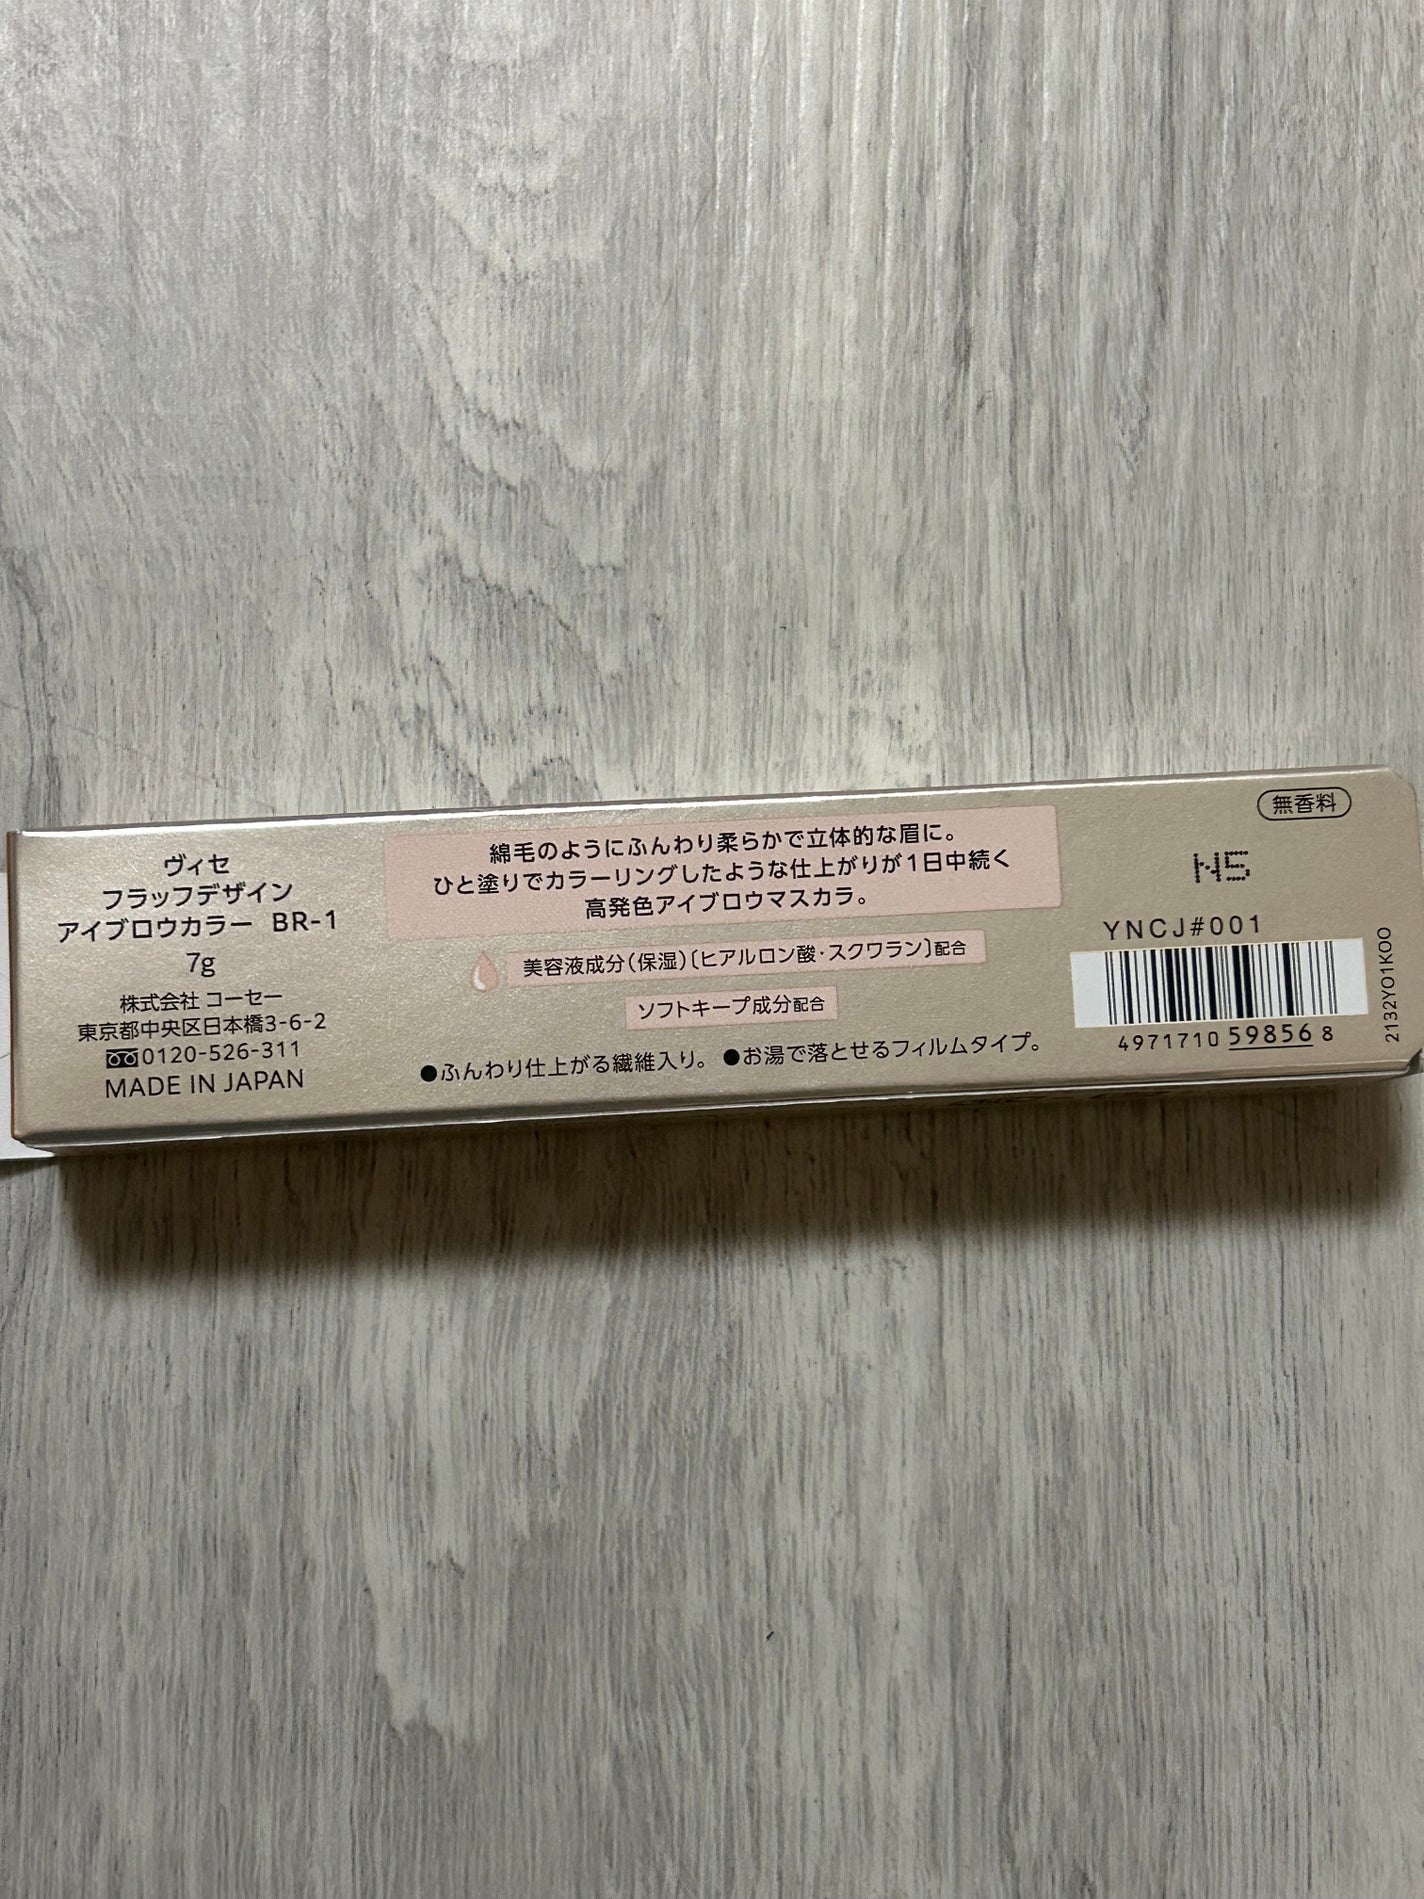 ヴィセ
フラッフデザイン
アイブロウカラー BR-1
7g
株式会社 コーセー
東京都中央区日本橋3-6-2
0120-526-311
MADE IN JAPAN
綿毛のようにふんわり柔らかで立体的な眉に。
ひと塗りでカラーリングしたような仕上がりが1日中続く
高発色アイブロウマスカラ。
美容液成分(保湿)〔ヒアルロン酸・スクワラン〕配合
ソフトキープ成分配合
●ふんわり仕上がる繊維入り。 ●お湯で落とせるフィルムタイプ。
無香料
N5
YNCJ#001
4971710 59856 8
2132YO1KOO